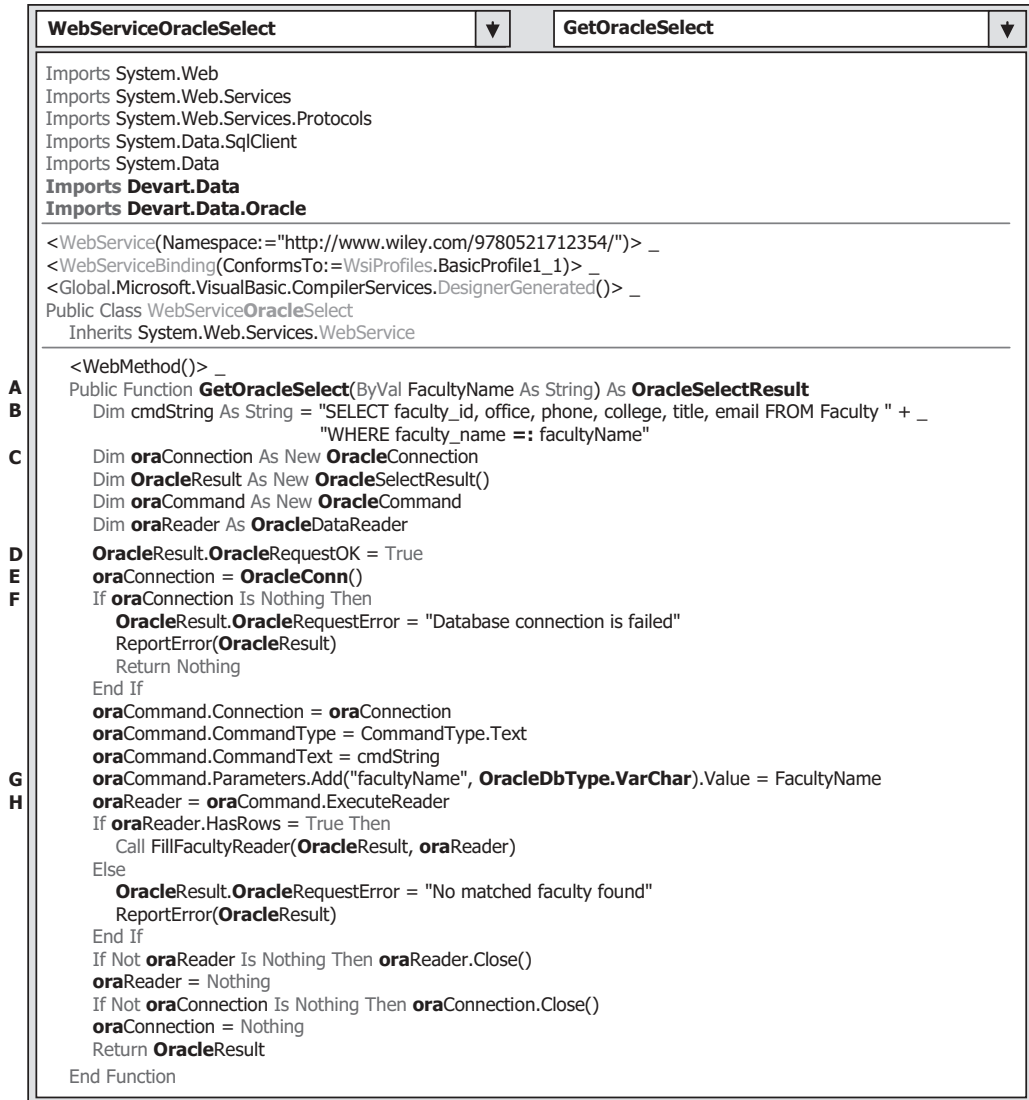 WebServiceOracleSelect GetOracleSelect
Imports System.Web
Imports System.Web.Services
Imports System.Web.Services.Protocols
Imports System.Data.SqlClient
Imports System.Data
Imports Devart.Data
Imports Devart.Data.Oracle
<WebService(Namespace:="http://www.wiley.com/9780521712354/")> _
<WebServiceBinding(ConformsTo:=WsiProfiles.BasicProfile1_1)> _
<Global.Microsoft.VisualBasic.CompilerServices.DesignerGenerated()> _
Public Class WebServiceOracleSelect
Inherits System.Web.Services.WebService
<WebMethod()> _
A Public Function GetOracleSelect(ByVal FacultyName As String) As OracleSelectResult
B Dim cmdString As String = "SELECT faculty_id, office, phone, college, title, email FROM Faculty " + _
"WHERE faculty_name =: facultyName"
C Dim oraConnection As New OracleConnection
Dim OracleResult As New OracleSelectResult()
Dim oraCommand As New OracleCommand
Dim oraReader As OracleDataReader
D OracleResult.OracleRequestOK = True
E oraConnection = OracleConn()
F If oraConnection Is Nothing Then
OracleResult.OracleRequestError = "Database connection is failed"
ReportError(OracleResult)
Return Nothing
End If
oraCommand.Connection = oraConnection
oraCommand.CommandType = CommandType.Text
oraCommand.CommandText = cmdString
G oraCommand.Parameters.Add("facultyName", OracleDbType.VarChar).Value = FacultyName
H oraReader = oraCommand.ExecuteReader
If oraReader.HasRows = True Then
Call FillFacultyReader(OracleResult, oraReader)
Else
OracleResult.OracleRequestError = "No matched faculty found"
ReportError(OracleResult)
End If
If Not oraReader Is Nothing Then oraReader.Close()
oraReader = Nothing
If Not oraConnection Is Nothing Then oraConnection.Close()
oraConnection = Nothing
Return OracleResult
End Function